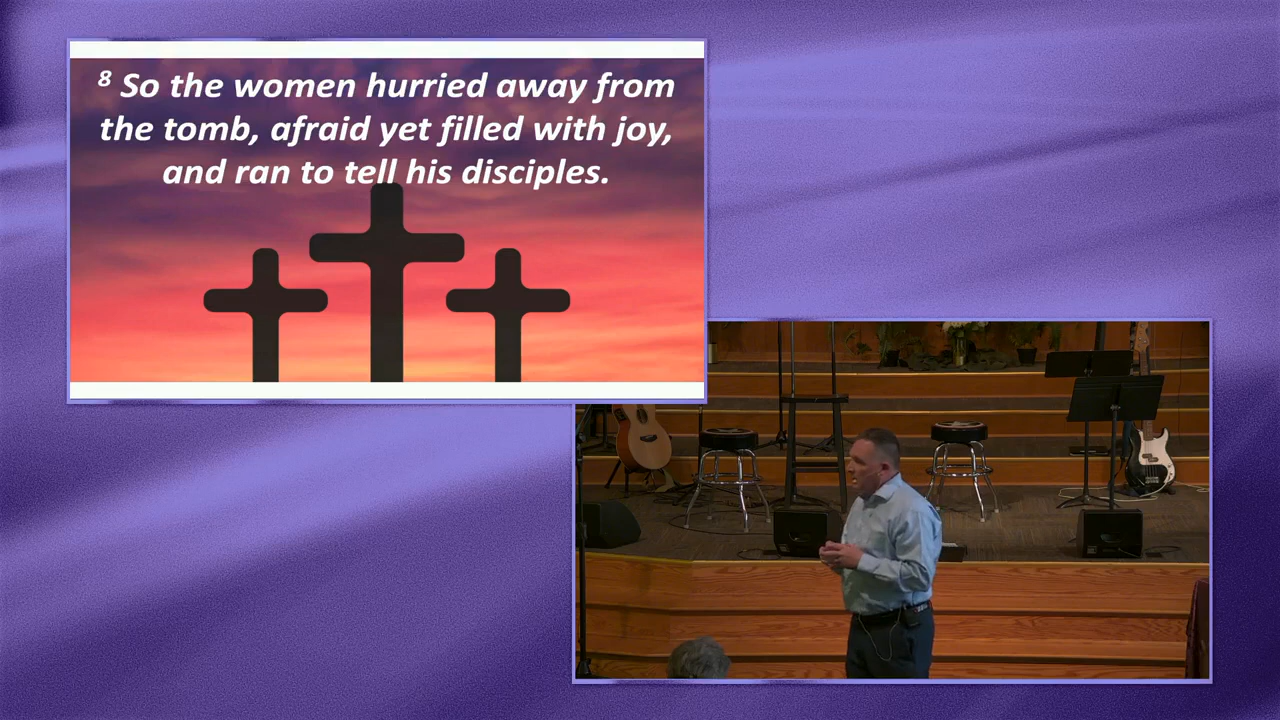 ⁸ So the women hurried away from
the tomb, afraid yet filled with joy,
and ran to tell his disciples.